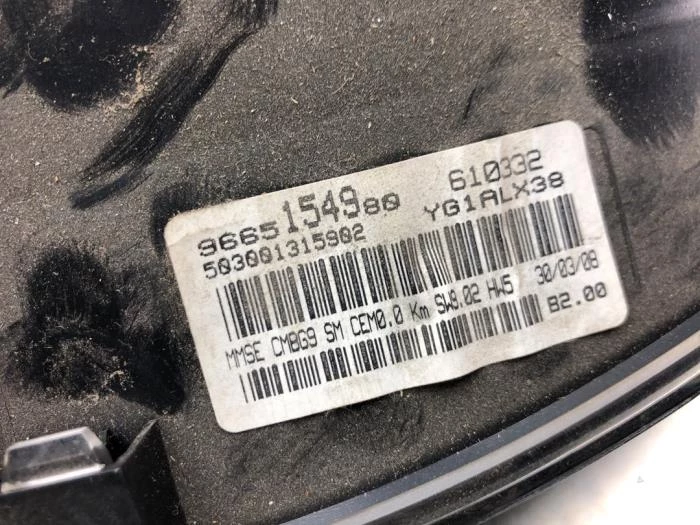 9665154980 610332
503001315902 YG1ALX38
MMSE CMBG9 SM CEM0.0 Km SW8.02 HW5 30/03/08
B2.00